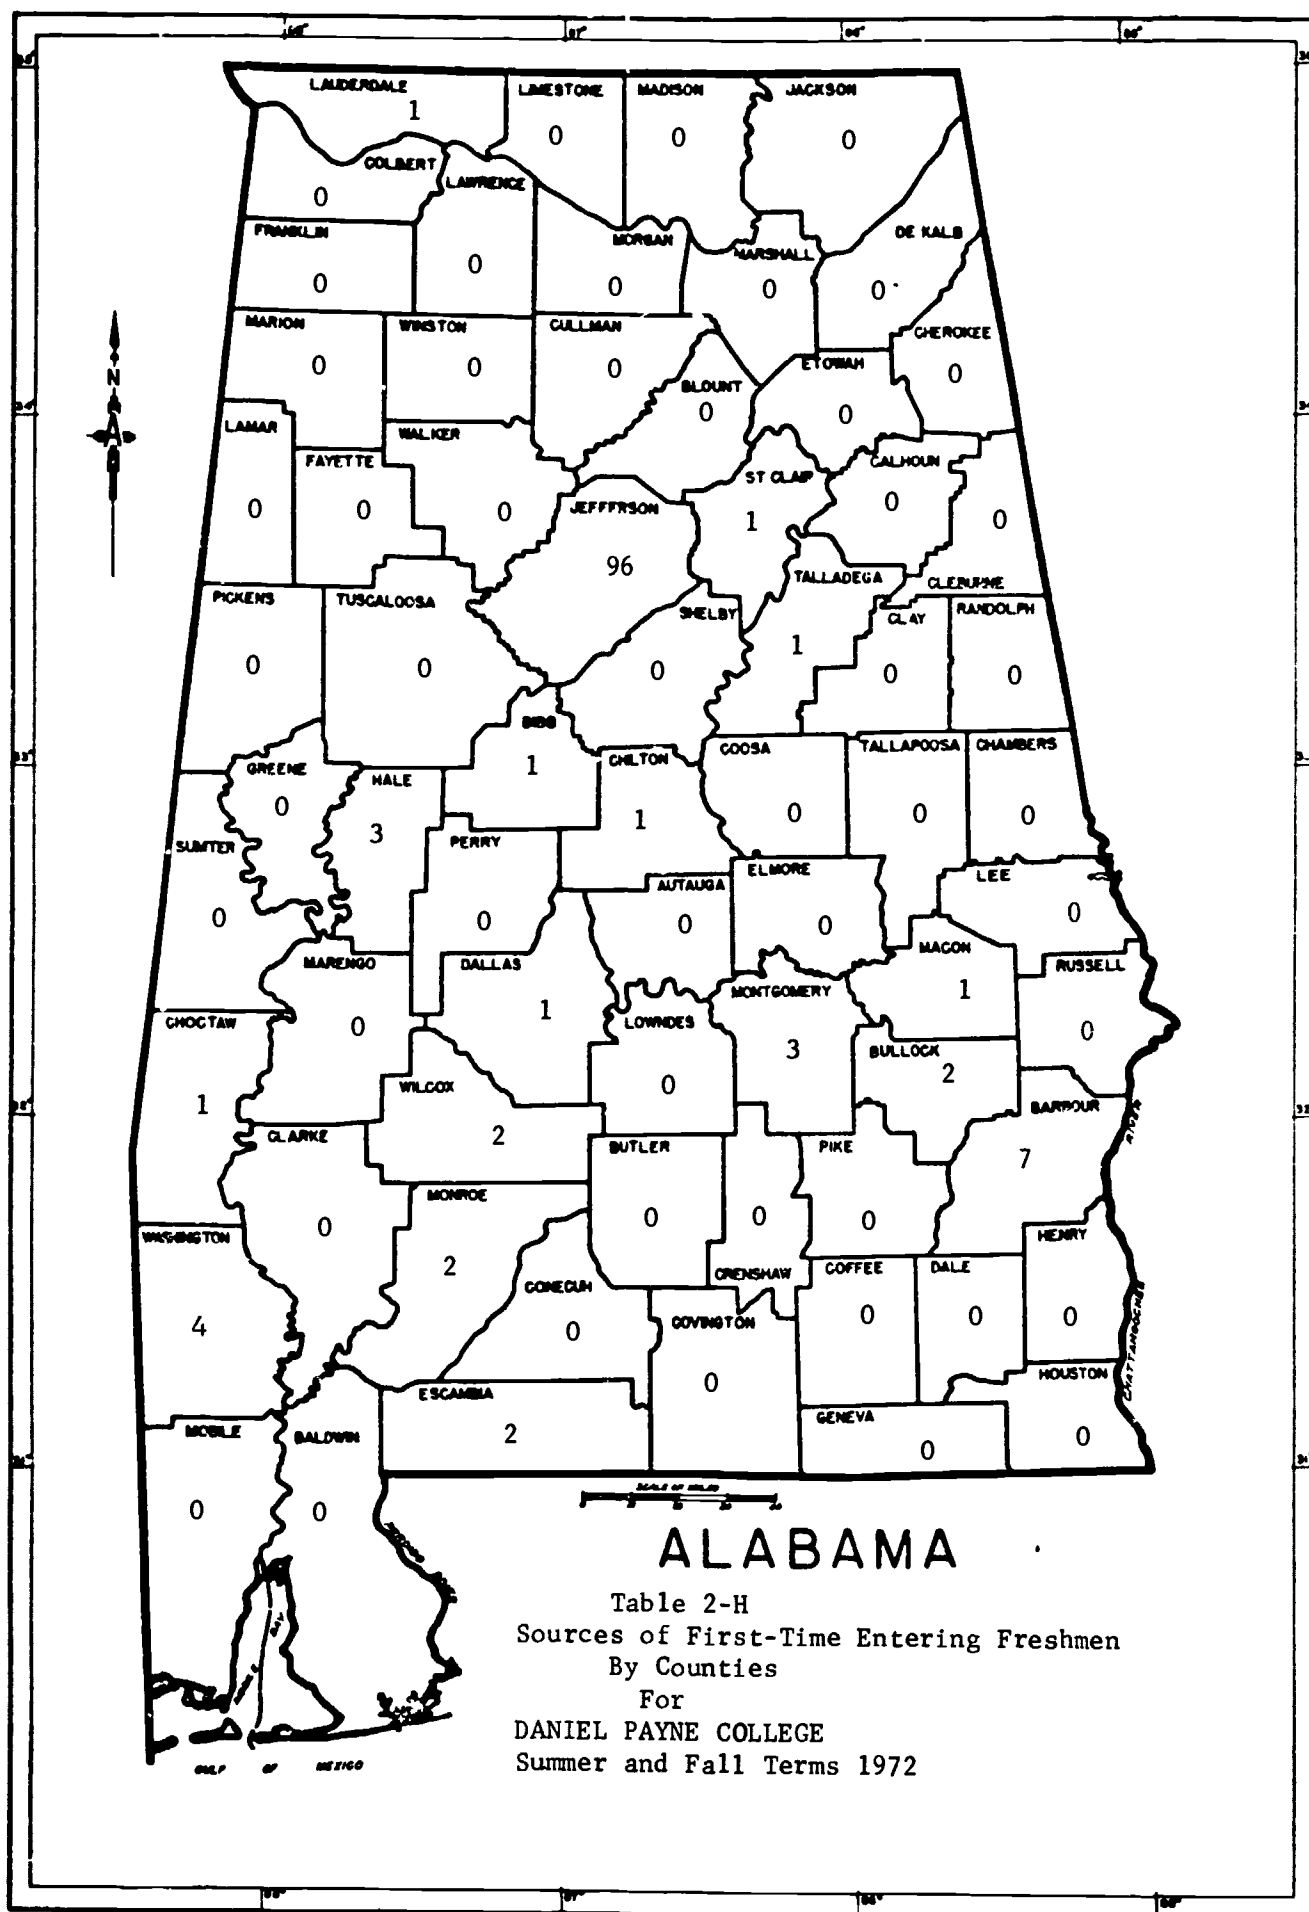 LAUDERDALE
1
LIMESTONE
0
MADISON
0
JACKSON
0
COLBERT
0
LAWRENCE
0
FRANKLIN
0
MORGAN
0
MARSHALL
0
DE KALB
0
MARION
0
WINSTON
0
CULLMAN
0
BLOUNT
0
ETOWAH
0
CHEROKEE
0
N
LAMAR
0
FAYETTE
0
WALKER
0
JEFFFRSON
96
ST CLAIR
1
CALHOUN
0
CLEBURNE
0
PICKENS
0
TUSCALOOSA
0
SHELBY
0
TALLADEGA
1
CLAY
0
RANDOLPH
0
BIBB
1
GREENE
0
HALE
3
CHILTON
1
COOSA
0
TALLAPOOSA
0
CHAMBERS
0
SUMTER
0
PERRY
0
AUTAUGA
0
ELMORE
0
LEE
0
MARENGO
0
DALLAS
1
MONTGOMERY
3
MACON
1
RUSSELL
0
CHOCTAW
1
WILCOX
2
LOWNDES
0
BULLOCK
2
BARBOUR
7
RIVER
CLARKE
0
MONROE
2
BUTLER
0
CRENSHAW
0
PIKE
0
WASHINGTON
4
CONECUH
0
COVINGTON
0
COFFEE
0
DALE
0
HENRY
0
CHATTAHOOCHEE
HOUSTON
0
ESCAMBIA
2
GENEVA
0
MOBILE
0
BALDWIN
0
SCALE OF MILES
ALABAMA
Table 2-H
Sources of First-Time Entering Freshmen
By Counties
For
DANIEL PAYNE COLLEGE
Summer and Fall Terms 1972
BAY
GULF OF MEXICO